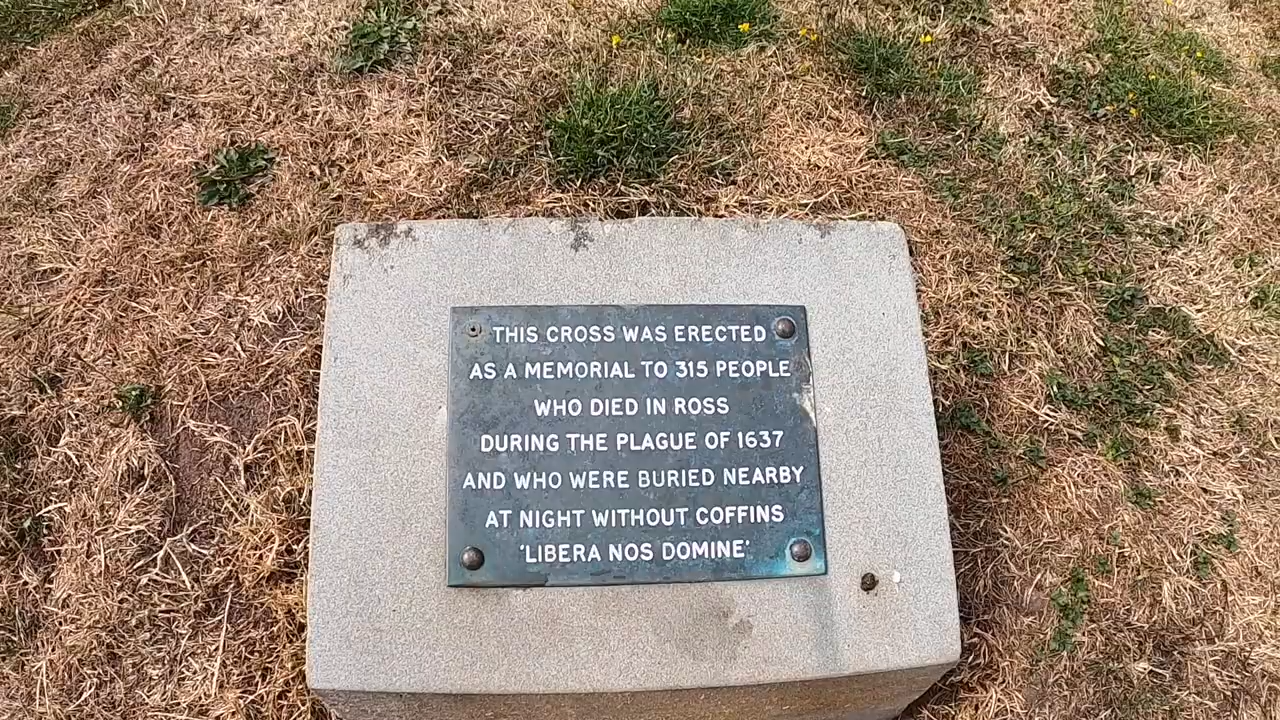 THIS CROSS WAS ERECTED
AS A MEMORIAL TO 315 PEOPLE
WHO DIED IN ROSS
DURING THE PLAGUE OF 1637
AND WHO WERE BURIED NEARBY
AT NIGHT WITHOUT COFFINS
'LIBERA NOS DOMINE'